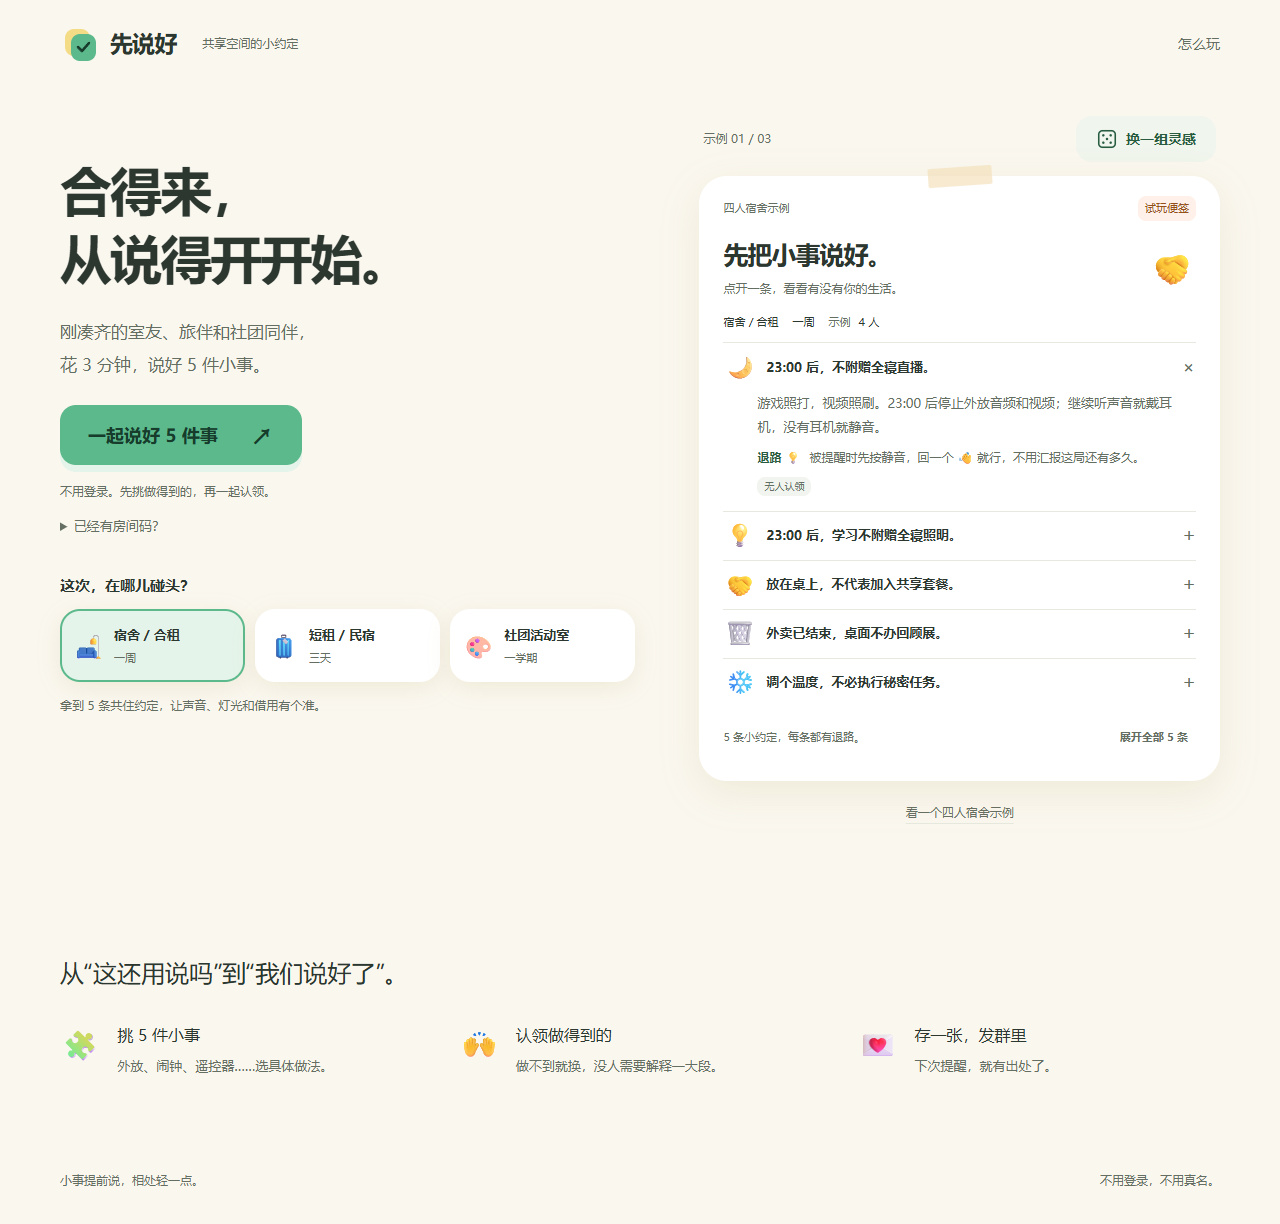 先说好
共享空间的小约定
怎么玩
合得来，
从说得开开始。
刚凑齐的室友、旅伴和社团同伴，
花 3 分钟，说好 5 件小事。
一起说好 5 件事 ↗
不用登录。先挑做得到的，再一起认领。
▶ 已经有房间码？
这次，在哪儿碰头？
宿舍 / 合租
一周
短租 / 民宿
三天
社团活动室
一学期
拿到 5 条共住约定，让声音、灯光和借用有个准。
示例 01 / 03
换一组灵感
四人宿舍示例
试玩便签
先把小事说好。
点开一条，看看有没有你的生活。
宿舍 / 合租 一周 示例 4 人
23:00 后，不附赠全寝直播。 ×
游戏照打，视频照刷。23:00 后停止外放音频和视频；继续听声音就戴耳
机，没有耳机就静音。
退路 💡 被提醒时先按静音，回一个 👌 就行，不用汇报这局还有多久。
无人认领
23:00 后，学习不附赠全寝照明。 +
放在桌上，不代表加入共享套餐。 +
外卖已结束，桌面不办回顾展。 +
调个温度，不必执行秘密任务。 +
5 条小约定，每条都有退路。
展开全部 5 条
看一个四人宿舍示例
从“这还用说吗”到“我们说好了”。
挑 5 件小事
外放、闹钟、遥控器……选具体做法。
认领做得到的
做不到就换，没人需要解释一大段。
存一张，发群里
下次提醒，就有出处了。
小事提前说，相处轻一点。
不用登录，不用真名。